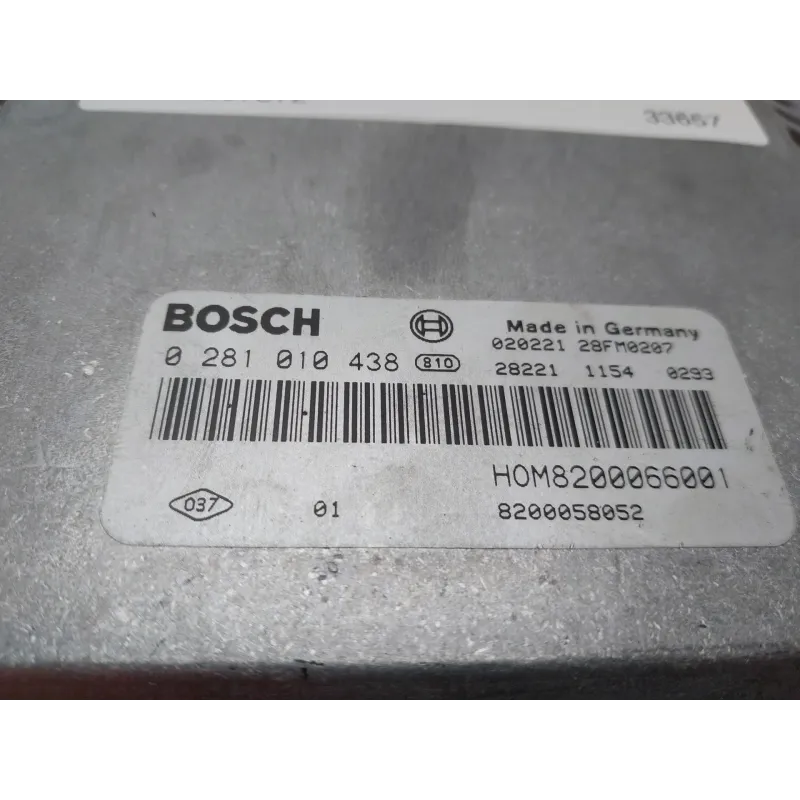 33657
BOSCH Made in Germany
020221 28FM0207
0 281 010 438 810 28221 1154 0293
HOM8200066001
037 01 8200058052